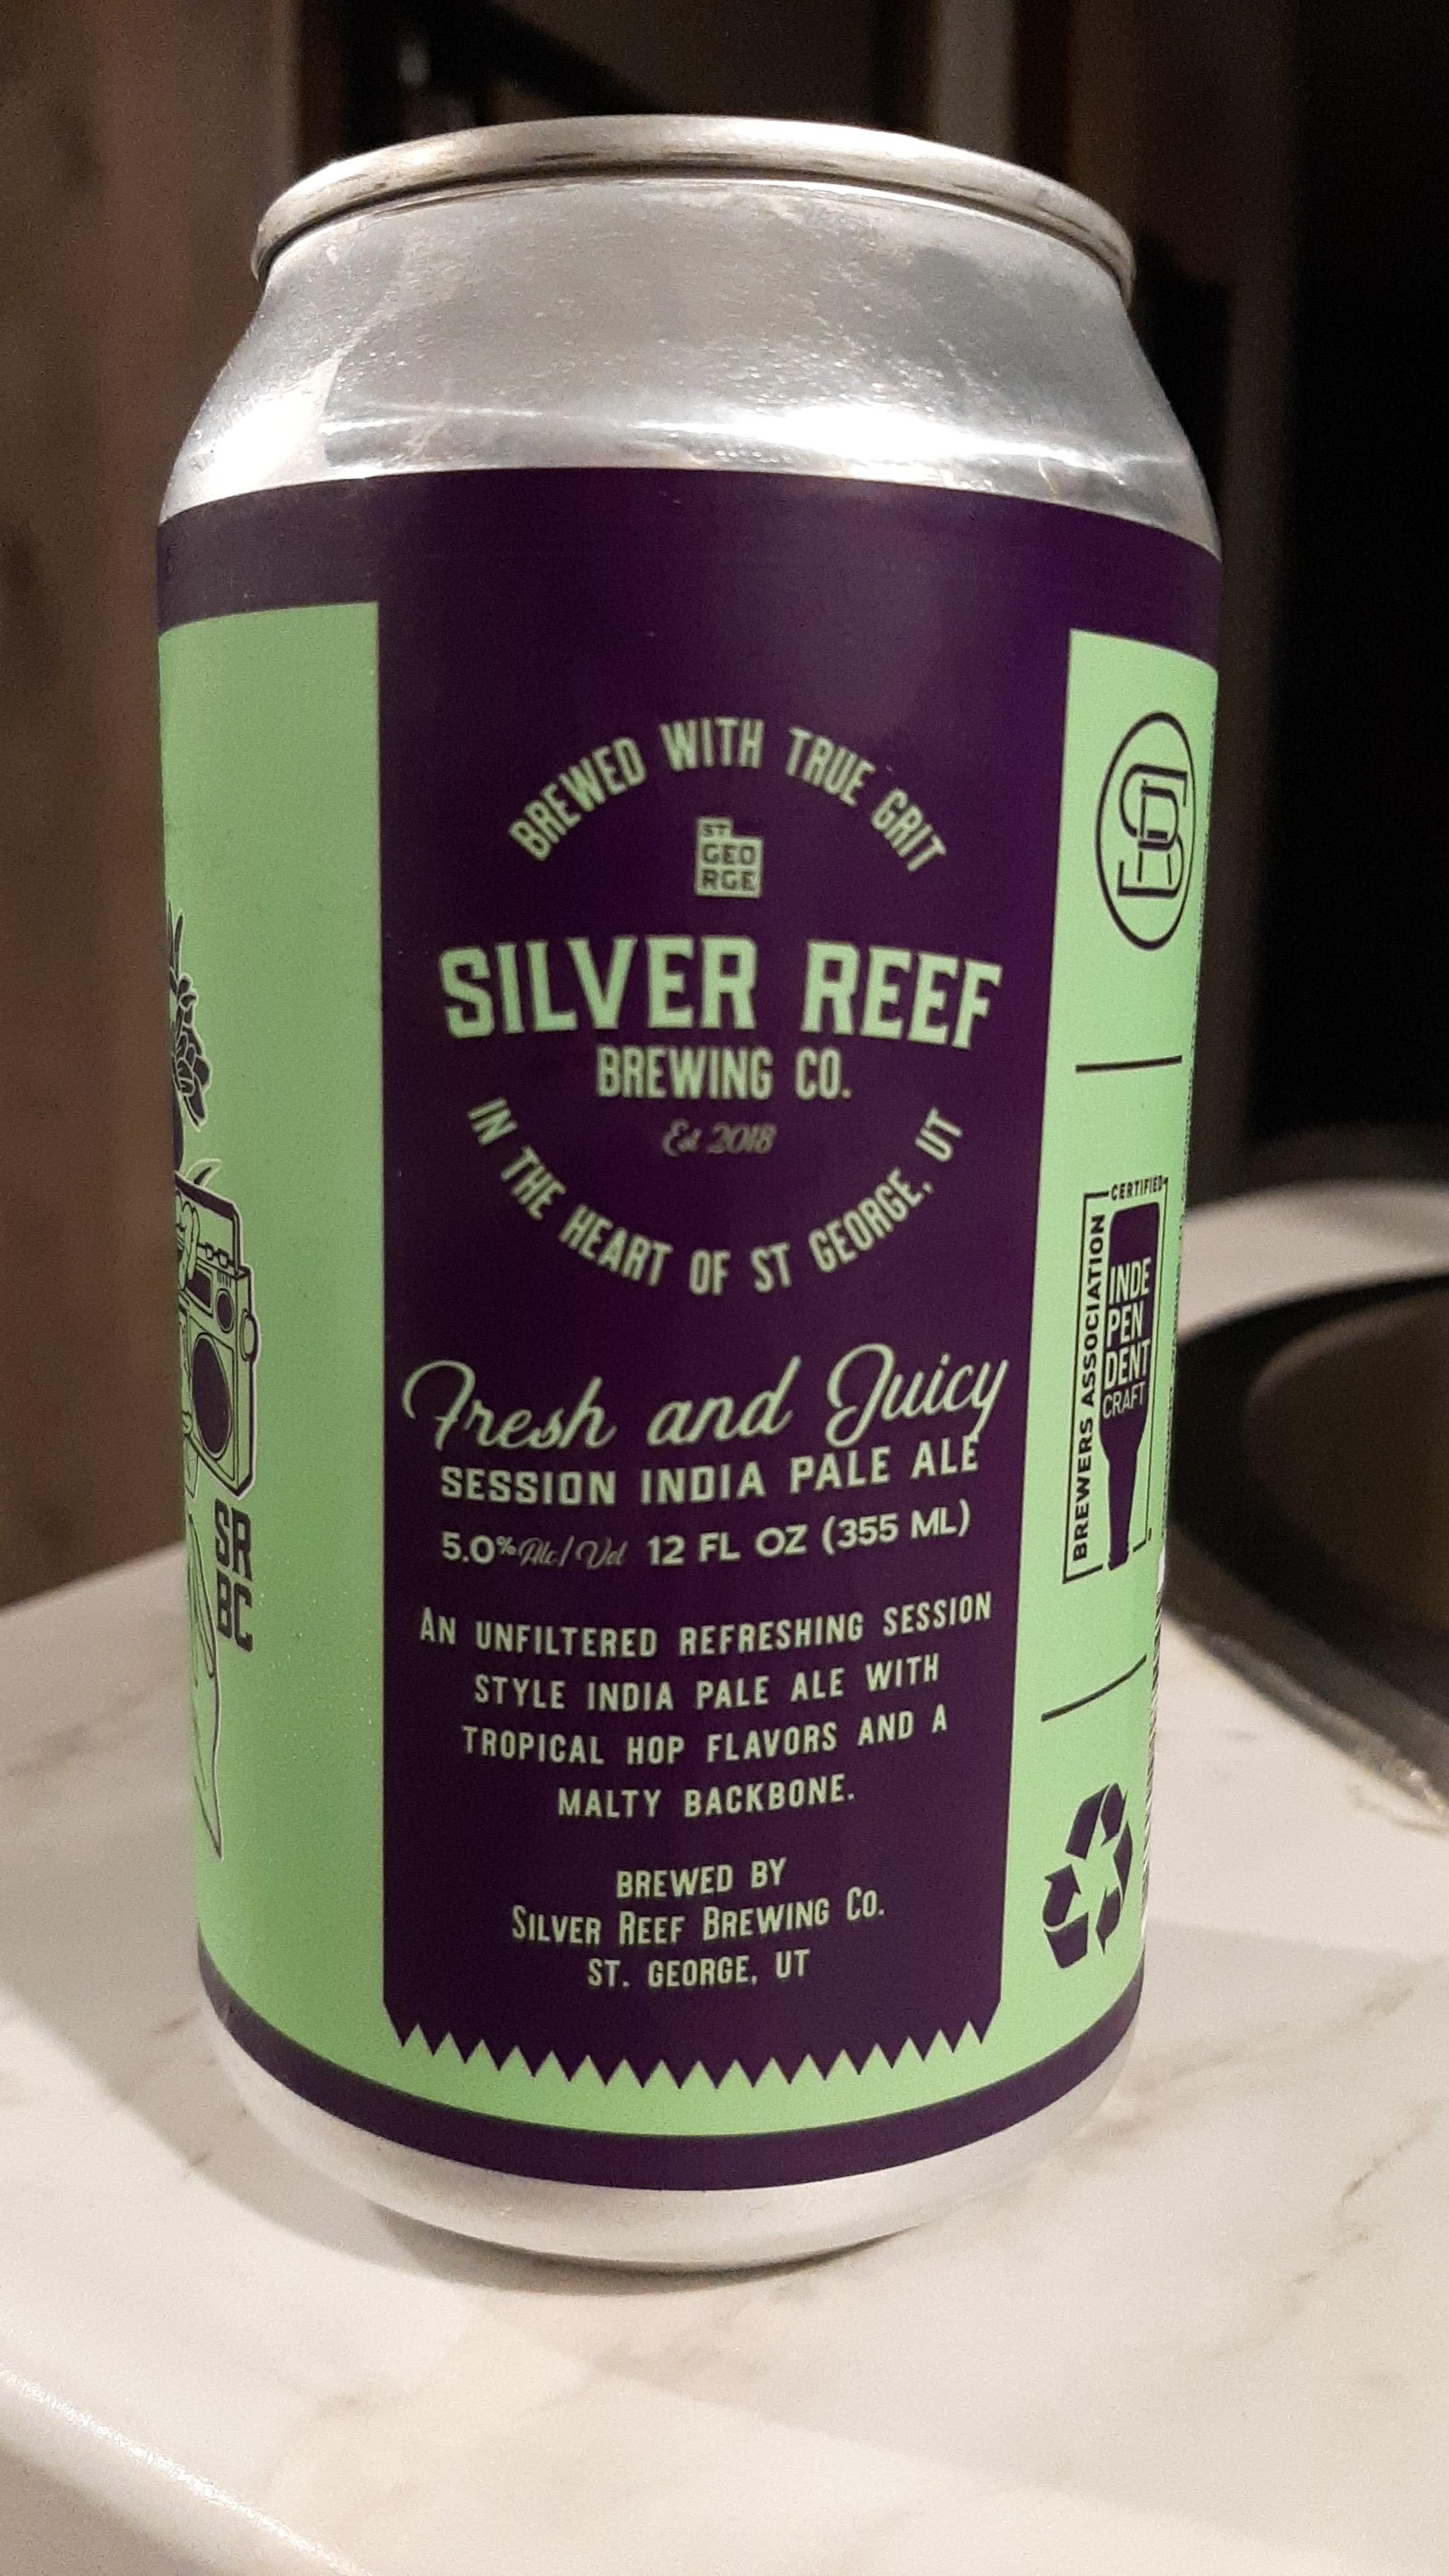 BREWED WITH TRUE GRIT
ST
GEO
RGE
SILVER REEF
BREWING CO.
Est. 2018
IN THE HEART OF ST GEORGE, UT
Fresh and Juicy
SESSION INDIA PALE ALE
5.0% Alc/Vol 12 FL OZ (355 ML)
AN UNFILTERED REFRESHING SESSION
STYLE INDIA PALE ALE WITH
TROPICAL HOP FLAVORS AND A
MALTY BACKBONE.
BREWED BY
SILVER REEF BREWING CO.
ST. GEORGE, UT
SR
BC
SR
CERTIFIED
BREWERS ASSOCIATION
INDE
PEN
DENT
CRAFT